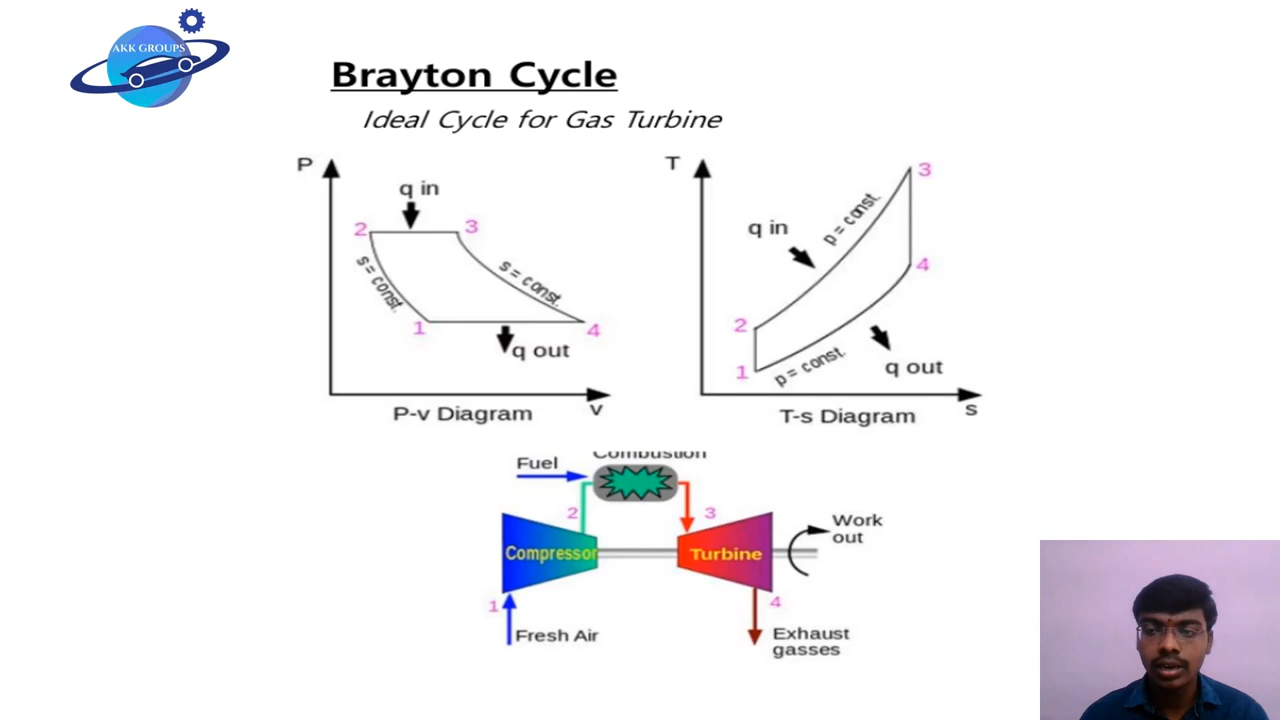 AKK GROUPS
Brayton Cycle
Ideal Cycle for Gas Turbine
P
q in
2
3
s = const.
s = const.
1
4
q out
v
P-v Diagram
T
3
p = const.
q in
4
2
1
p = const.
q out
s
T-s Diagram
Combustion
Fuel
2
3
Work
out
Compressor
Turbine
1
4
Fresh Air
Exhaust
gasses